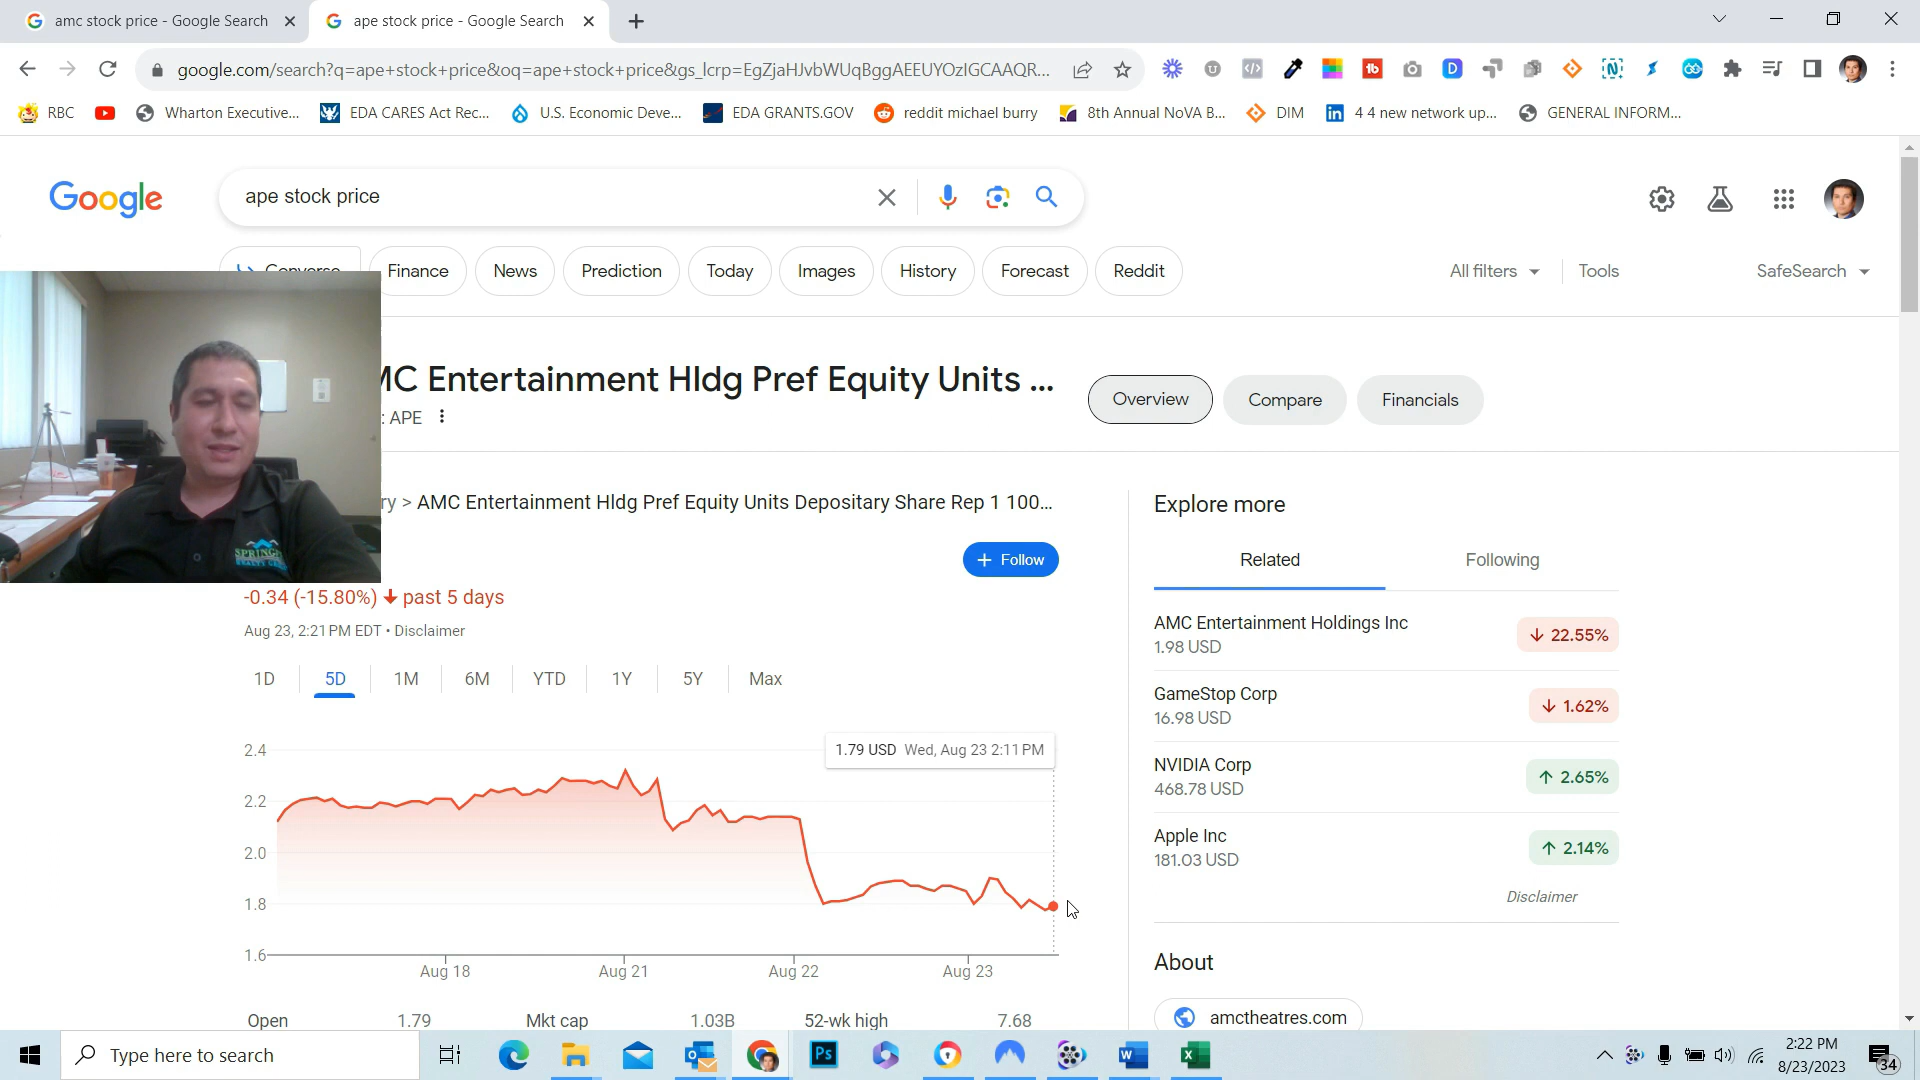 amc stock price - Google Search
ape stock price - Google Search
google.com/search?q=ape+stock+price&oq=ape+stock+price&gs_lcrp=EgZjaHJvbWUqBggAEEUYOzIGCAAQR...
RBC
Wharton Executive...
EDA CARES Act Rec...
U.S. Economic Deve...
EDA GRANTS.GOV
reddit michael burry
8th Annual NoVA B...
DIM
4 4 new network up...
GENERAL INFORM...
Google
ape stock price
Converse
Finance
News
Prediction
Today
Images
History
Forecast
Reddit
All filters
Tools
SafeSearch
MC Entertainment Hldg Pref Equity Units ...
: APE
Overview
Compare
Financials
ry > AMC Entertainment Hldg Pref Equity Units Depositary Share Rep 1 100...
+ Follow
-0.34 (-15.80%) past 5 days
Aug 23, 2:21 PM EDT • Disclaimer
1D
5D
1M
6M
YTD
1Y
5Y
Max
1.79 USD Wed, Aug 23 2:11 PM
2.4
2.2
2.0
1.8
1.6
Aug 18
Aug 21
Aug 22
Aug 23
Open 1.79
Mkt cap 1.03B
52-wk high 7.68
Explore more
Related
Following
AMC Entertainment Holdings Inc
1.98 USD
22.55%
GameStop Corp
16.98 USD
1.62%
NVIDIA Corp
468.78 USD
2.65%
Apple Inc
181.03 USD
2.14%
Disclaimer
About
amctheatres.com
Type here to search
2:22 PM
8/23/2023
34